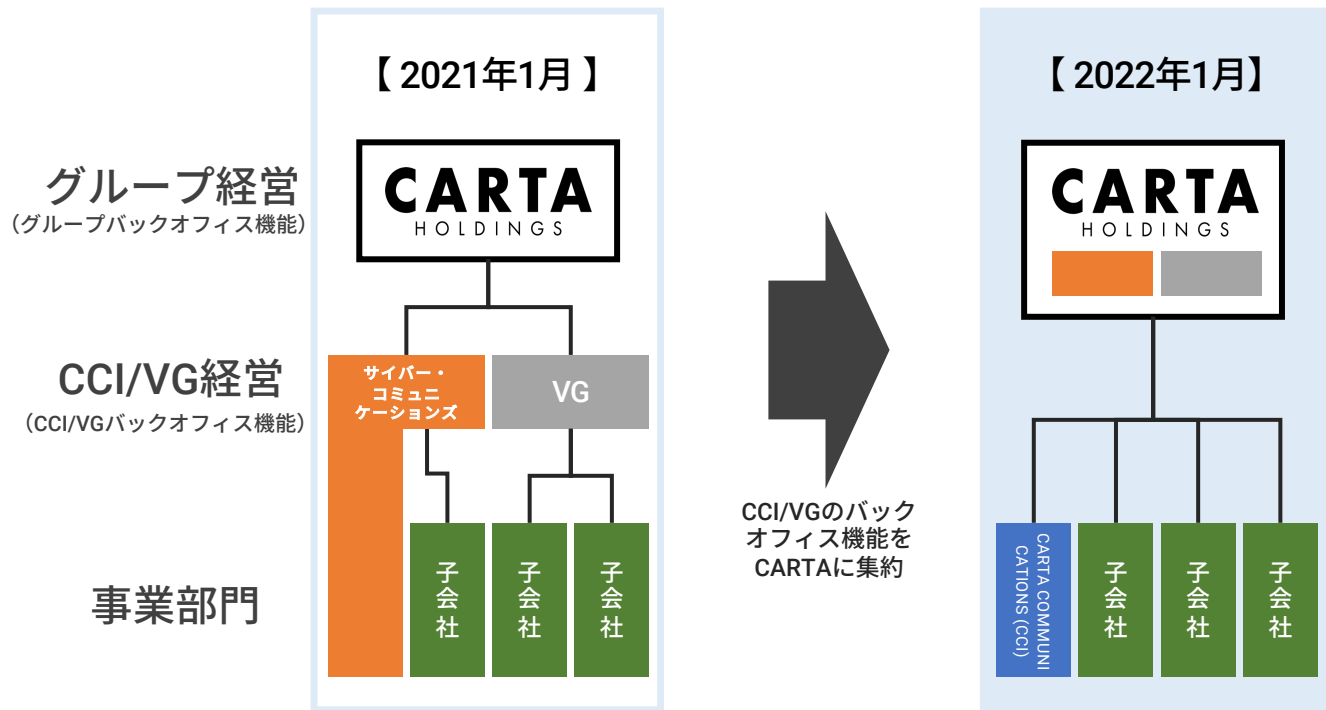 【 2021年1月 】
【 2022年1月】
グループ経営
（グループバックオフィス機能）
CARTA
HOLDINGS
CARTA
HOLDINGS
CCI/VG経営
（CCI/VGバックオフィス機能）
サイバー・
コミュニ
ケーションズ
VG
CCI/VGのバック
オフィス機能を
CARTAに集約
事業部門
子会社
子会社
子会社
CARTA COMMUNI
CATIONS (CCI)
子会社
子会社
子会社